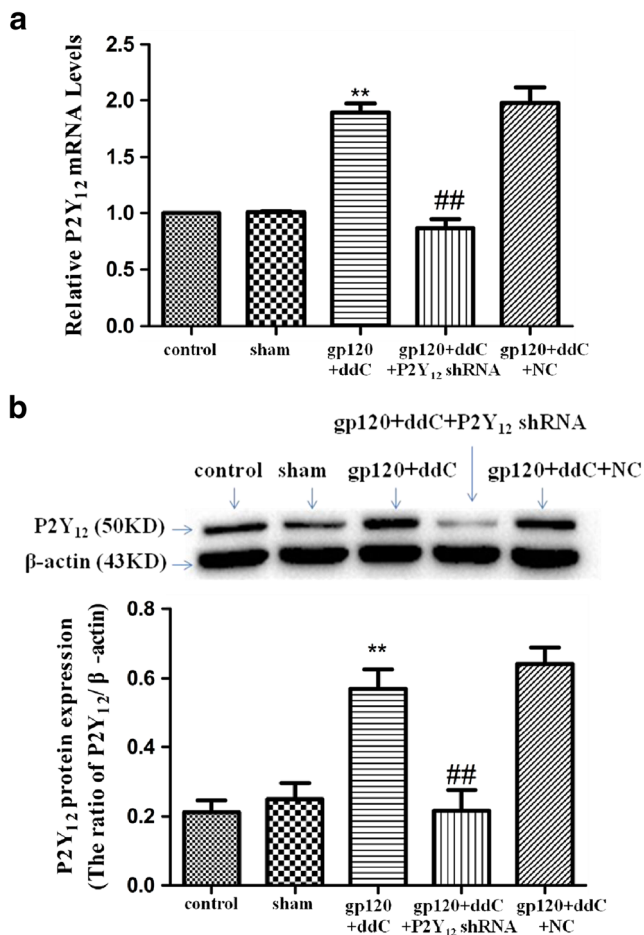 a
Relative P2Y12 mRNA Levels
2.5
2.0
1.5
1.0
0.5
0.0
**
##
control
sham
gp120
+ddC
gp120+ddC
+P2Y12 shRNA
gp120+ddC
+NC
b
gp120+ddC+P2Y12 shRNA
control sham gp120+ddC gp120+ddC+NC
P2Y12 (50KD)
β-actin (43KD)
P2Y12 protein expression
(The ratio of P2Y12/ β -actin)
0.8
0.6
0.4
0.2
0.0
**
##
control
sham
gp120
+ddC
gp120+ddC
+P2Y12 shRNA
gp120+ddC
+NC